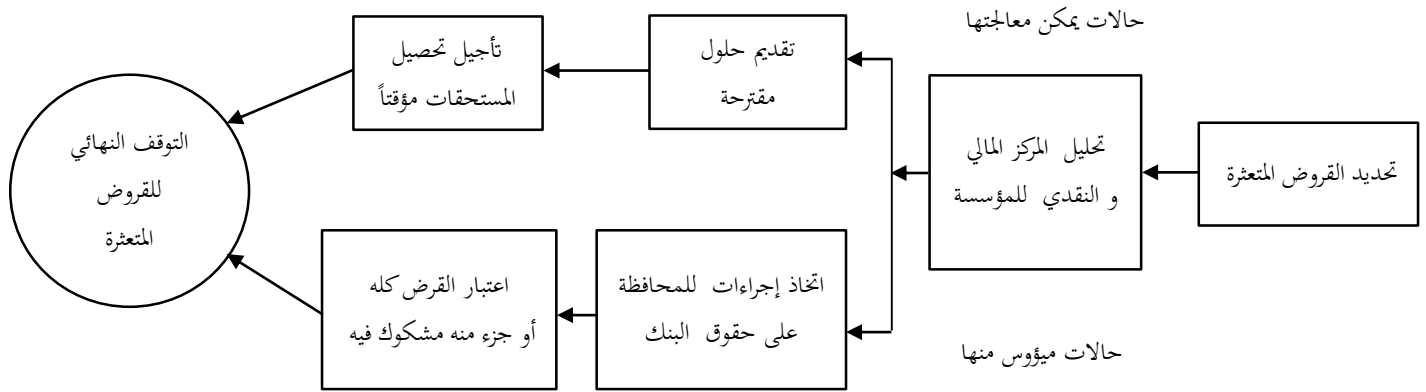 حالات يمكن معالجتها
تحديد القروض المتعثرة
تحليل المركز المالي
و النقدي للمؤسسة
تقديم حلول
مقترحة
تأجيل تحصيل
المستحقات مؤقتاً
اتخاذ إجراءات للمحافظة
على حقوق البنك
اعتبار القرض كله
أو جزء منه مشكوك فيه
التوقف النهائي
للقروض
المتعثرة
حالات ميؤوس منها